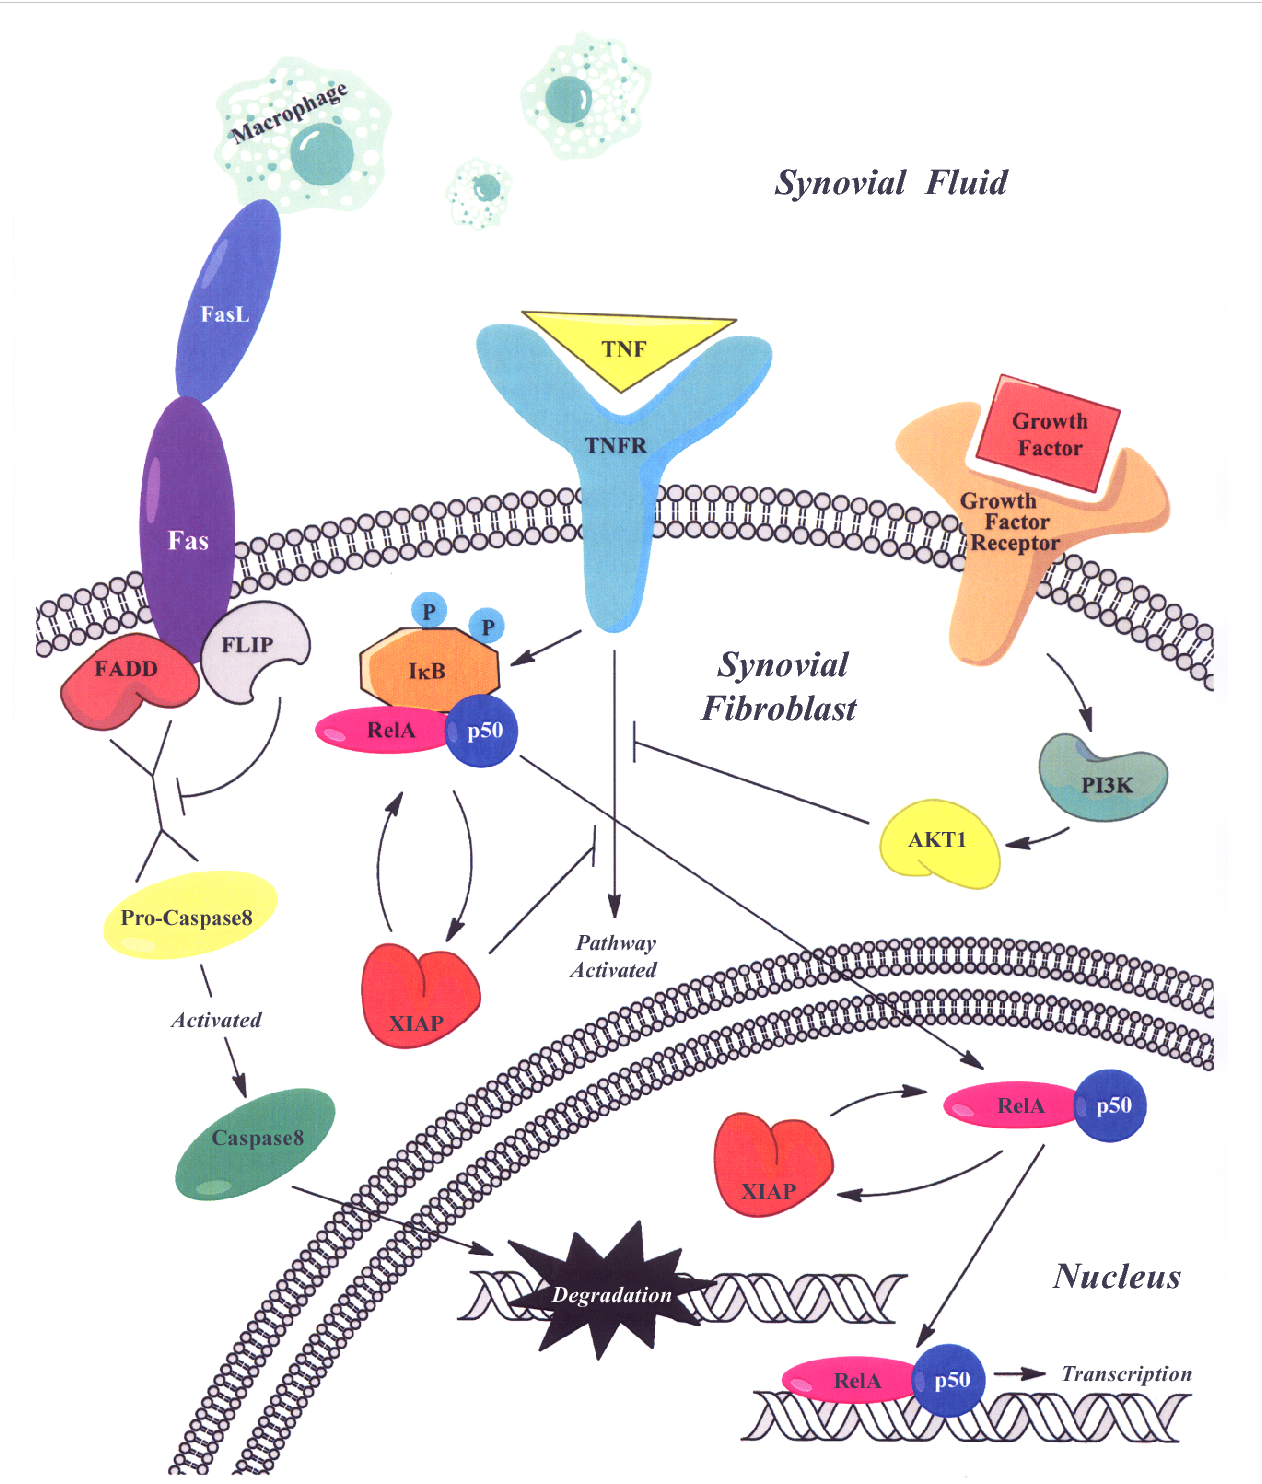 Macrophage
Synovial Fluid
FasL
TNF
TNFR
Growth
Factor
Growth
Factor
Receptor
Fas
P
P
FADD
FLIP
IκB
RelA
p50
Synovial
Fibroblast
PI3K
AKT1
Pro-Caspase8
Pathway
Activated
Activated
XIAP
Caspase8
RelA
p50
XIAP
Degradation
Nucleus
RelA
p50
Transcription